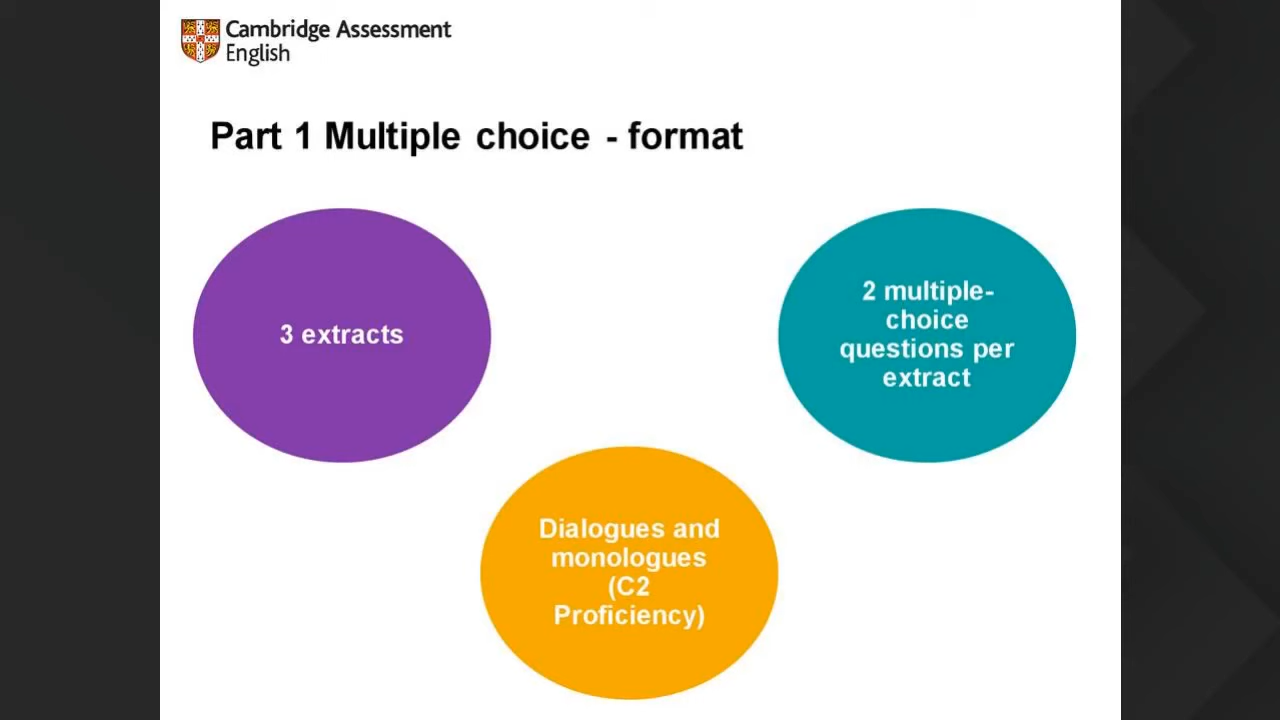 Cambridge Assessment
English
Part 1 Multiple choice - format
3 extracts
2 multiple-
choice
questions per
extract
Dialogues and
monologues
(C2
Proficiency)